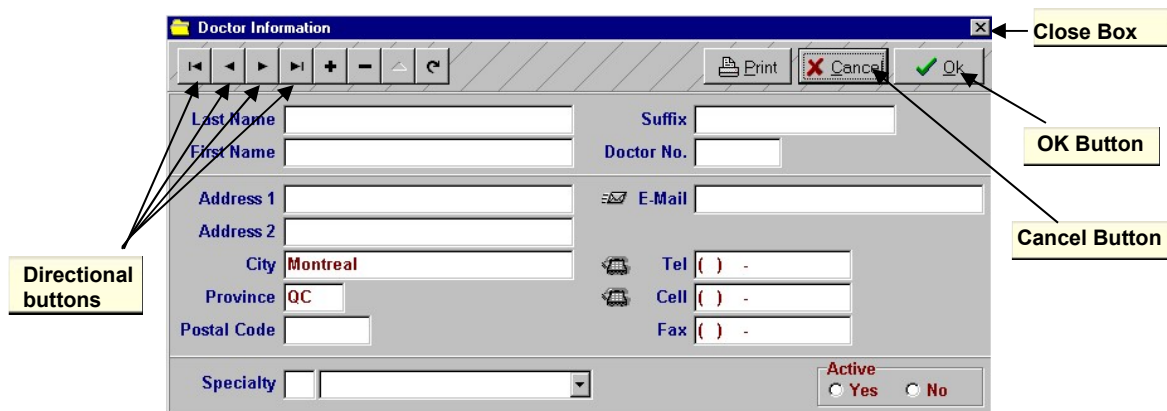 Doctor Information
Close Box
Print
Cancel
Ok
Last Name
Suffix
First Name
Doctor No.
OK Button
Address 1
E-Mail
Address 2
Cancel Button
City Montreal
Tel ( ) -
Directional
buttons
Province QC
Cell ( ) -
Postal Code
Fax ( ) -
Specialty
Active
Yes No